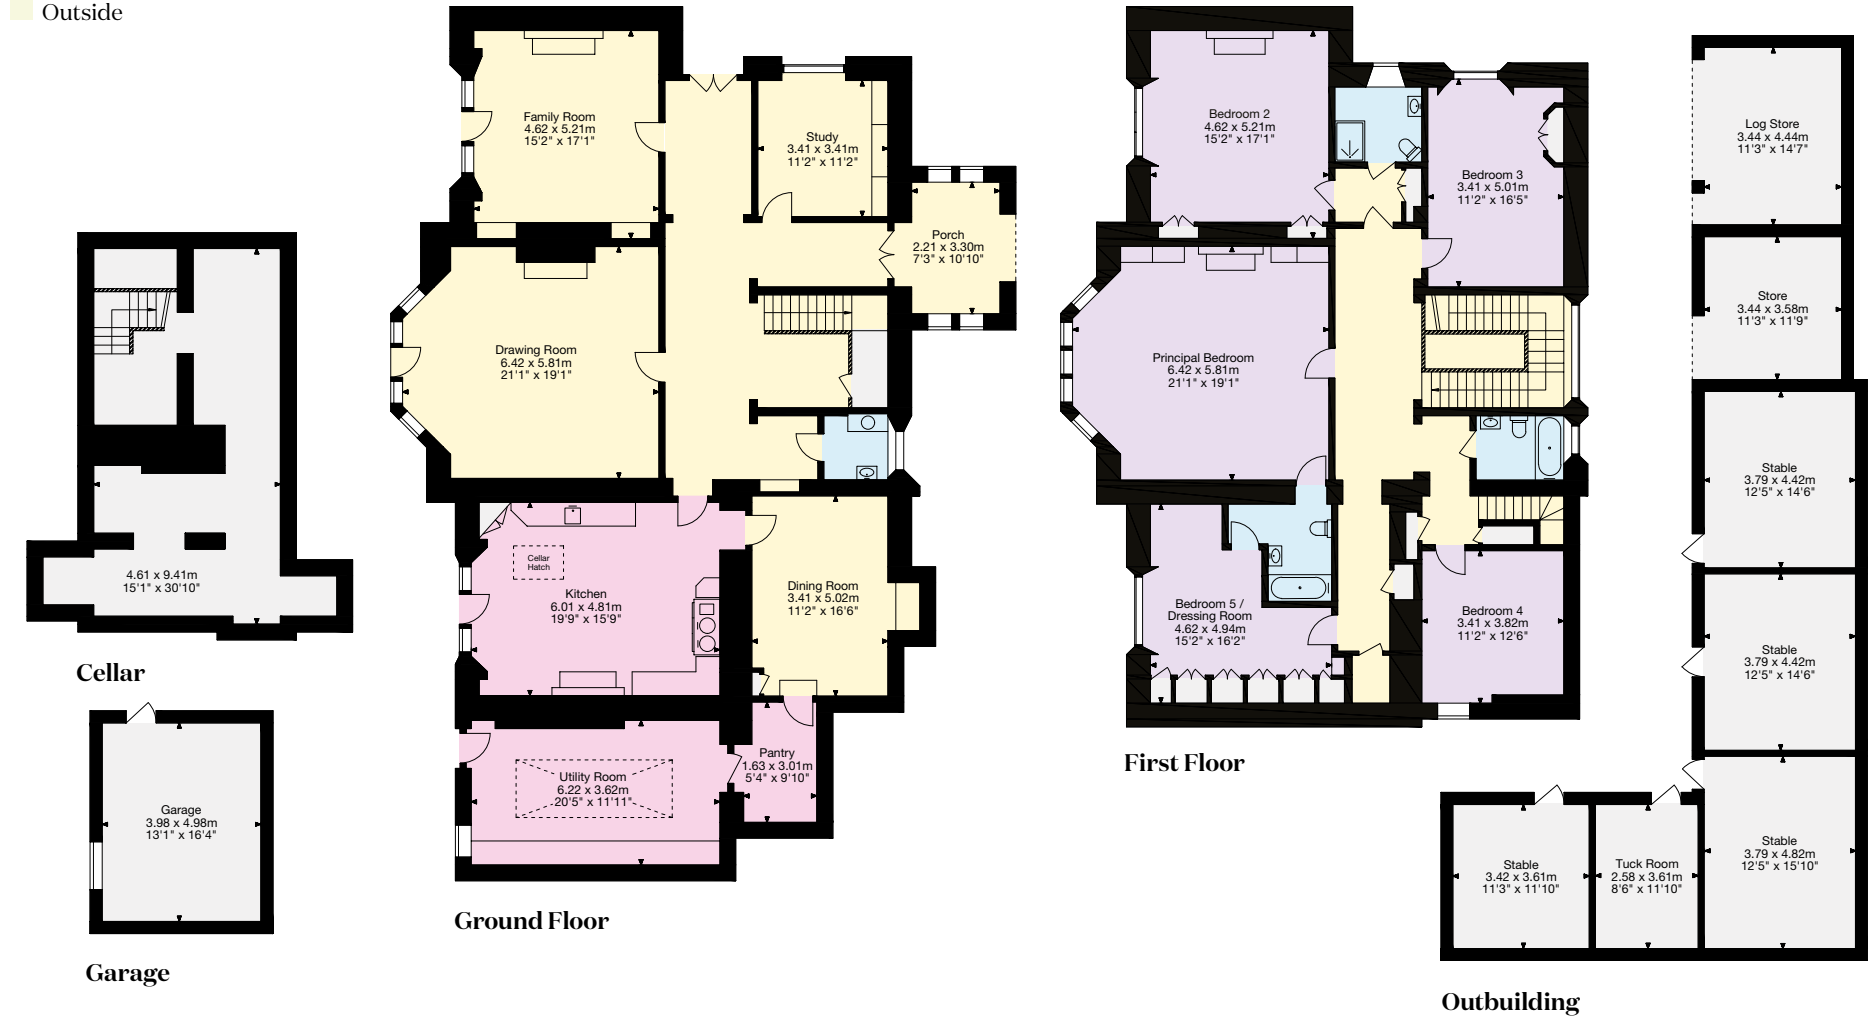 Outside
Family Room
4.62 x 5.21m
15'2" x 17'1"
Study
3.41 x 3.41m
11'2" x 11'2"
Porch
2.21 x 3.30m
7'3" x 10'10"
Drawing Room
6.42 x 5.81m
21'1" x 19'1"
Cellar
Hatch
Kitchen
6.01 x 4.81m
19'9" x 15'9"
Dining Room
3.41 x 5.02m
11'2" x 16'6"
Pantry
1.63 x 3.01m
5'4" x 9'10"
Utility Room
6.22 x 3.62m
20'5" x 11'11"
Ground Floor
4.61 x 9.41m
15'1" x 30'10"
Cellar
Garage
3.98 x 4.98m
13'1" x 16'4"
Garage
Bedroom 2
4.62 x 5.21m
15'2" x 17'1"
Bedroom 3
3.41 x 5.01m
11'2" x 16'5"
Principal Bedroom
6.42 x 5.81m
21'1" x 19'1"
Bedroom 5 /
Dressing Room
4.62 x 4.94m
15'2" x 16'2"
Bedroom 4
3.41 x 3.82m
11'2" x 12'6"
First Floor
Log Store
3.44 x 4.44m
11'3" x 14'7"
Store
3.44 x 3.58m
11'3" x 11'9"
Stable
3.79 x 4.42m
12'5" x 14'6"
Stable
3.79 x 4.42m
12'5" x 14'6"
Stable
3.79 x 4.82m
12'5" x 15'10"
Stable
3.42 x 3.61m
11'3" x 11'10"
Tuck Room
2.58 x 3.61m
8'6" x 11'10"
Outbuilding